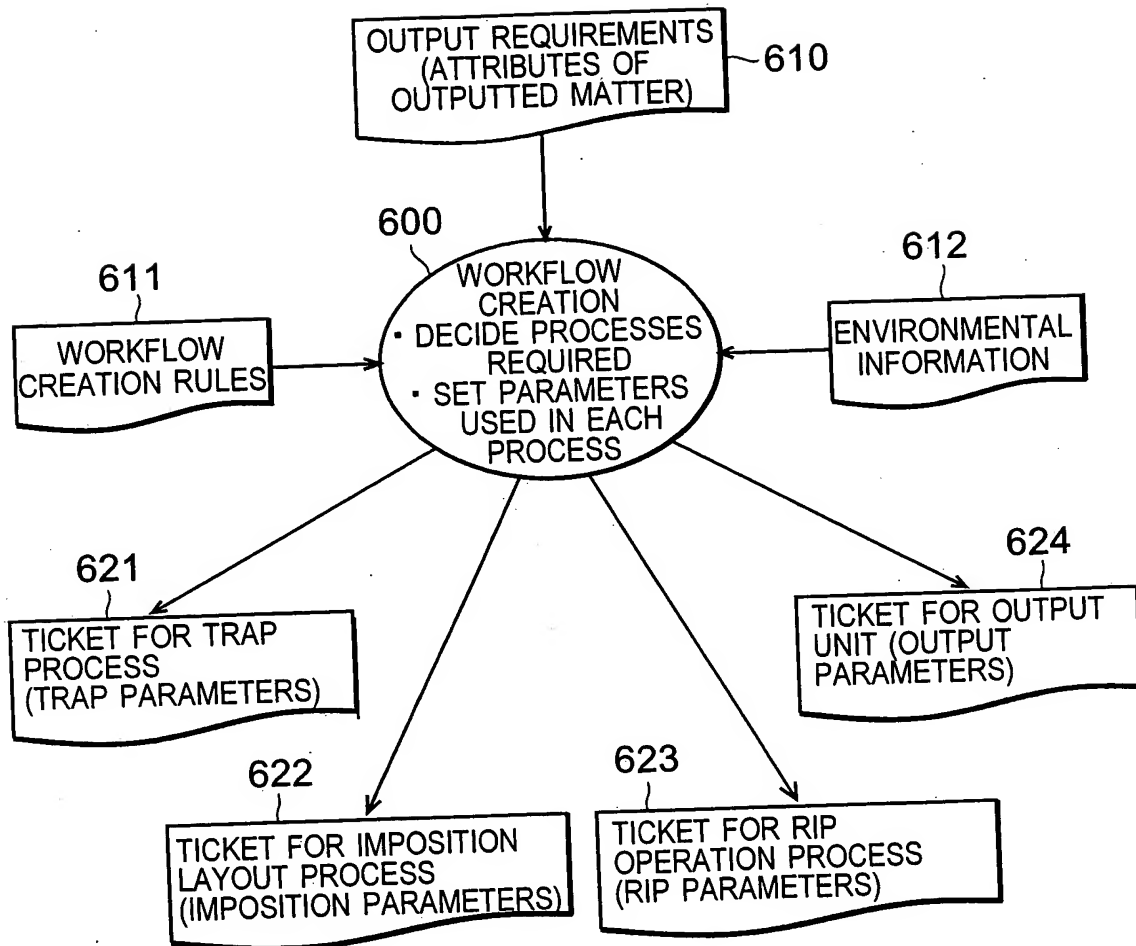 OUTPUT REQUIREMENTS
(ATTRIBUTES OF
OUTPUTTED MATTER)
610
600
WORKFLOW
CREATION
· DECIDE PROCESSES
REQUIRED
· SET PARAMETERS
USED IN EACH
PROCESS
611
WORKFLOW
CREATION RULES
612
ENVIRONMENTAL
INFORMATION
621
TICKET FOR TRAP
PROCESS
(TRAP PARAMETERS)
624
TICKET FOR OUTPUT
UNIT (OUTPUT
PARAMETERS)
622
TICKET FOR IMPOSITION
LAYOUT PROCESS
(IMPOSITION PARAMETERS)
623
TICKET FOR RIP
OPERATION PROCESS
(RIP PARAMETERS)